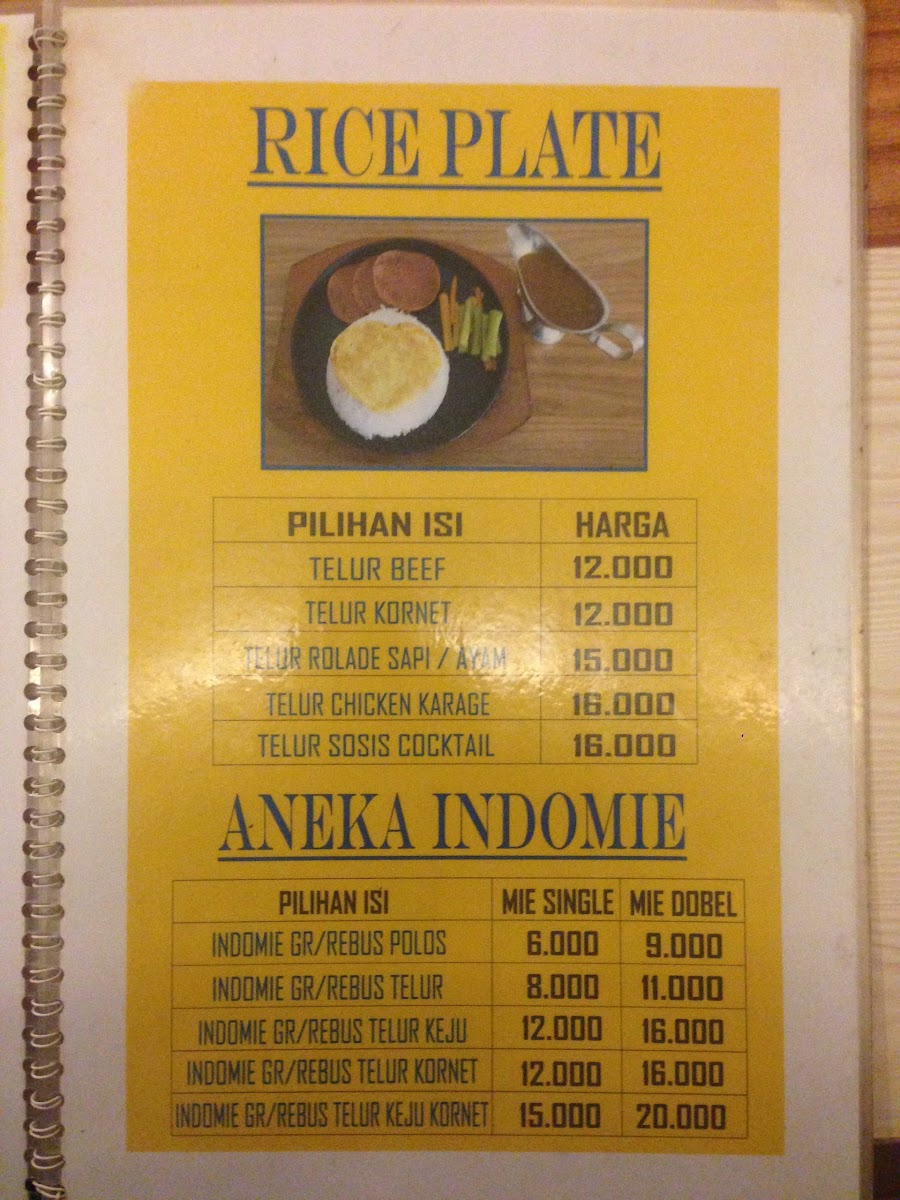 RICE PLATE
PILIHAN ISI HARGA
TELUR BEEF 12.000
TELUR KORNET 12.000
TELUR ROLADE SAPI / AYAM 15.000
TELUR CHICKEN KARAGE 16.000
TELUR SOSIS COCKTAIL 16.000
ANEKA INDOMIE
PILIHAN ISI MIE SINGLE MIE DOBEL
INDOMIE GR/REBUS POLOS 6.000 9.000
INDOMIE GR/REBUS TELUR 8.000 11.000
INDOMIE GR/REBUS TELUR KEJU 12.000 16.000
INDOMIE GR/REBUS TELUR KORNET 12.000 16.000
INDOMIE GR/REBUS TELUR KEJU KORNET 15.000 20.000